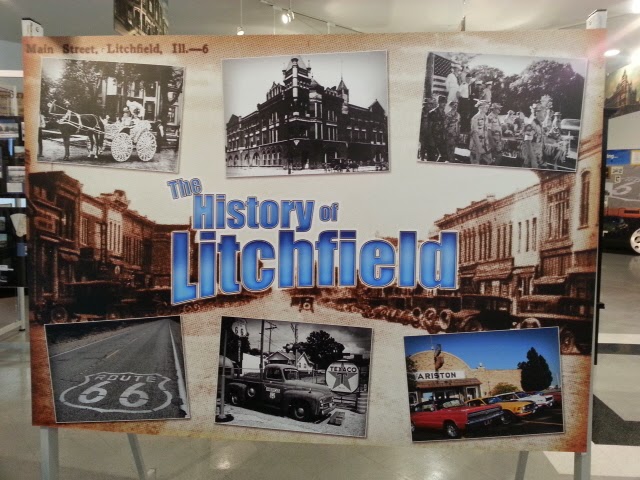 Main Street, Litchfield, Ill.—6
The
History of
Litchfield
ROUTE
66
TEXACO
ARISTON